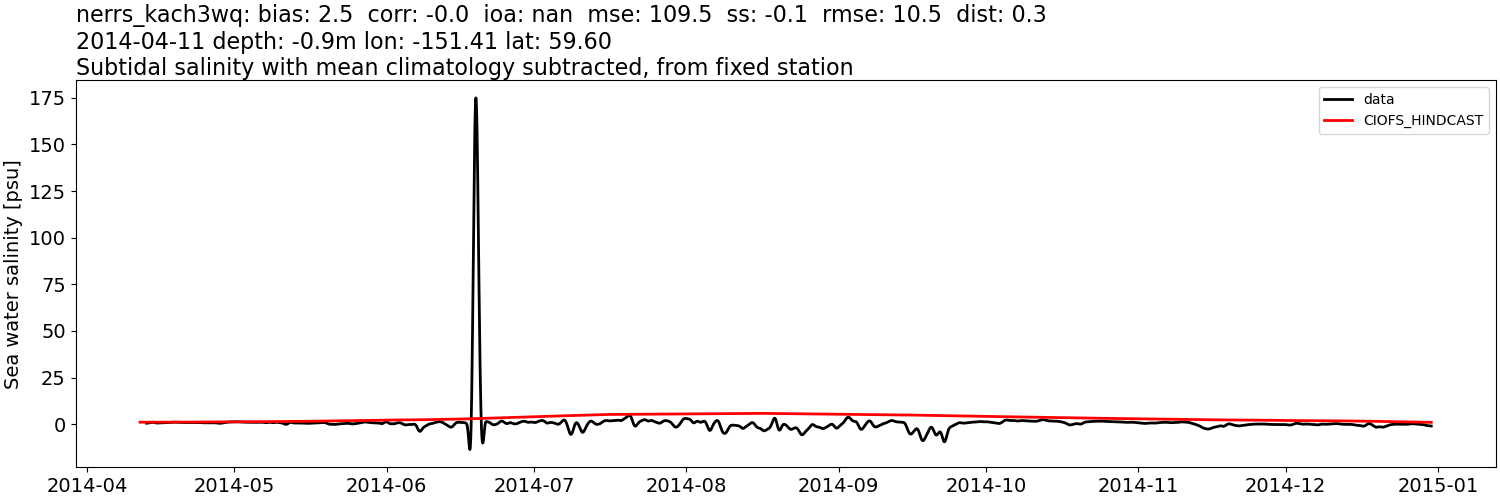 nerrs_kach3wq: bias: 2.5  corr: -0.0  ioa: nan  mse: 109.5  ss: -0.1  rmse: 10.5  dist: 0.3
2014-04-11 depth: -0.9m lon: -151.41 lat: 59.60
Subtidal salinity with mean climatology subtracted, from fixed station
data
CIOFS_HINDCAST
Sea water salinity [psu]
175
150
125
100
75
50
25
0
2014-04 2014-05 2014-06 2014-07 2014-08 2014-09 2014-10 2014-11 2014-12 2015-01